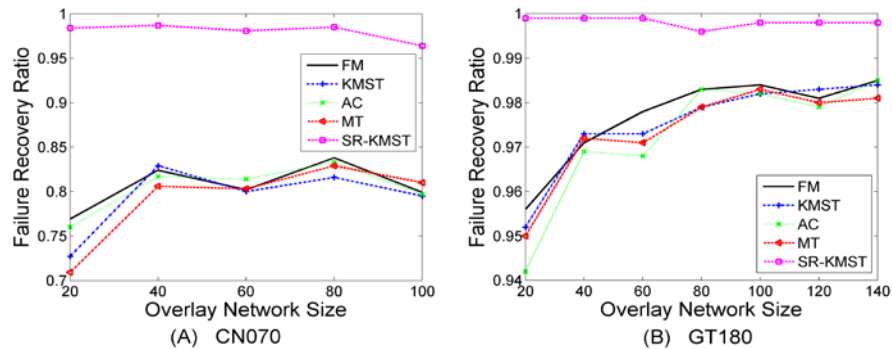 Failure Recovery Ratio
1
0.95
0.9
0.85
0.8
0.75
0.7
FM
KMST
AC
MT
SR-KMST
20 40 60 80 100
Overlay Network Size
(A) CN070
Failure Recovery Ratio
1
0.99
0.98
0.97
0.96
0.95
0.94
FM
KMST
AC
MT
SR-KMST
20 40 60 80 100 120 140
Overlay Network Size
(B) GT180